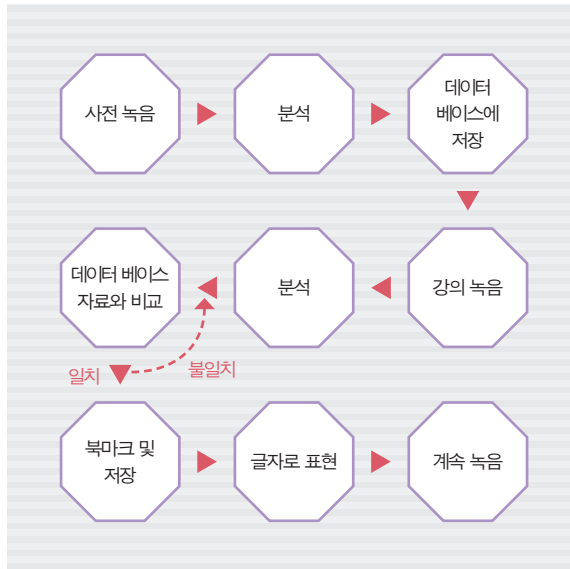 사전 녹음
분석
데이터
베이스에
저장
데이터 베이스
자료와 비교
분석
강의 녹음
일치
불일치
북마크 및
저장
글자로 표현
계속 녹음